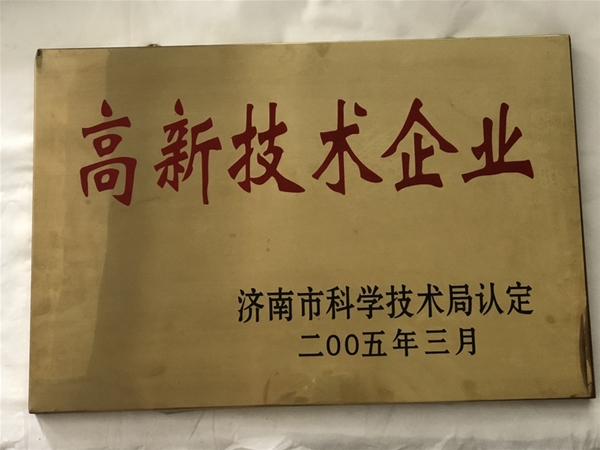 高新技术企业
济南市科学技术局认定
二00五年三月